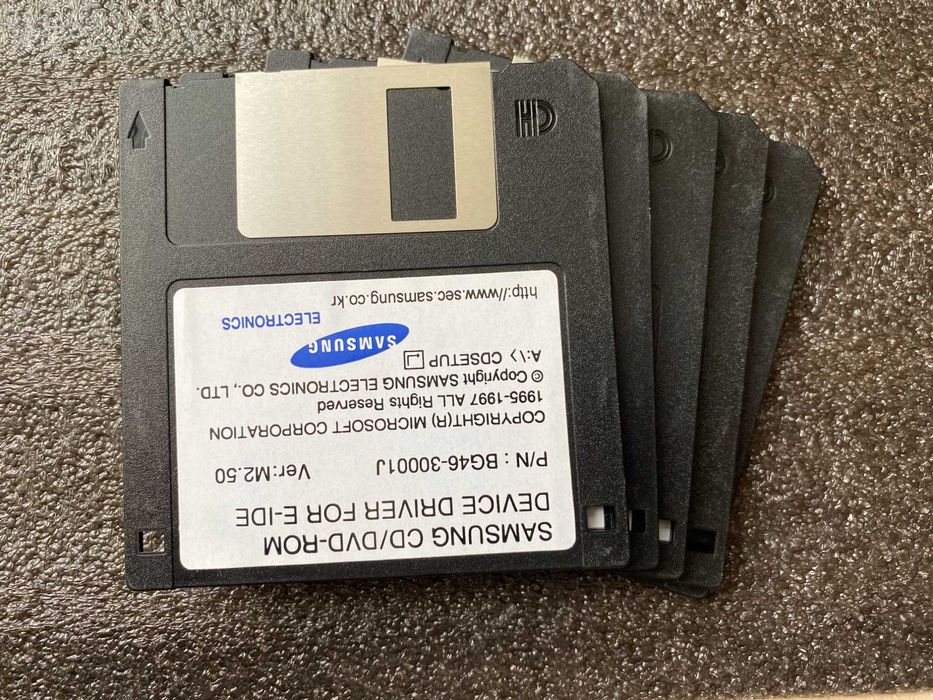 SAMSUNG CD/DVD-ROM
DEVICE DRIVER FOR E-IDE
P/N : BG46-30001J Ver:M2.50
COPYRIGHT(R) MICROSOFT CORPORATION
1995-1997 ALL Rights Reserved
© Copyright SAMSUNG ELECTRONICS CO., LTD.
A:\> CDSETUP
SAMSUNG
ELECTRONICS
http://www.sec.samsung.co.kr
HD